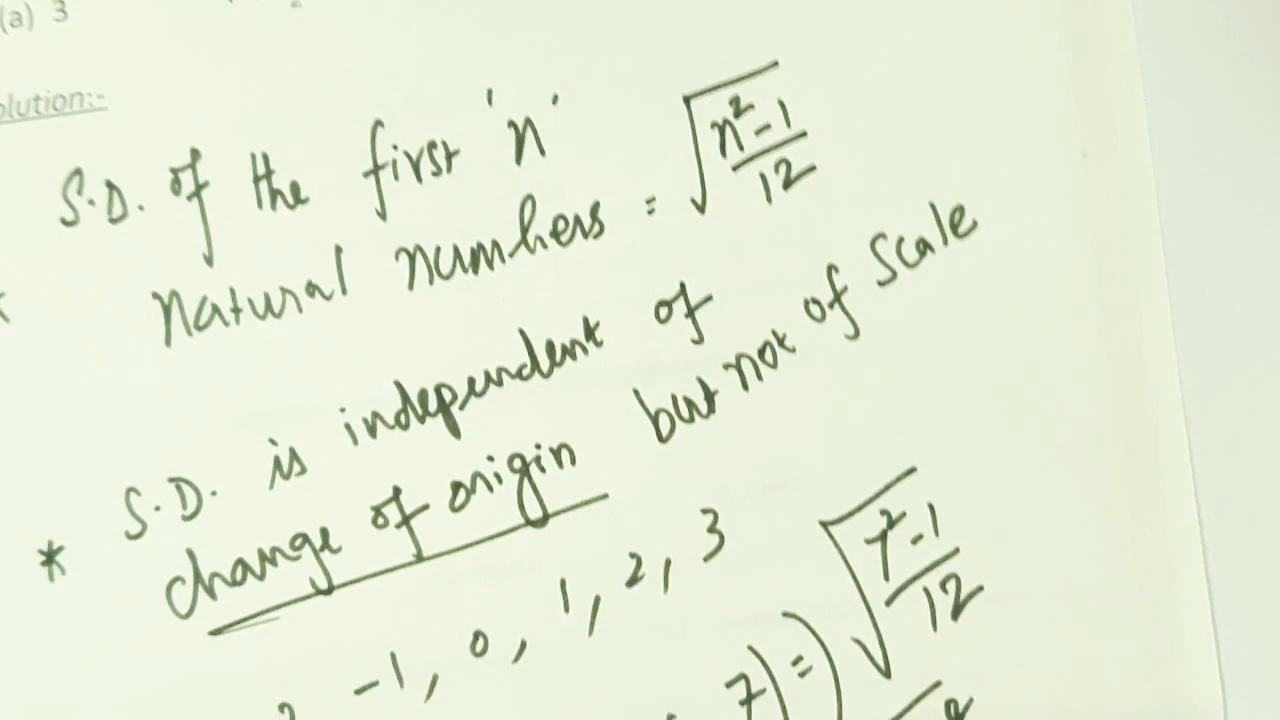 (a) 3
olution:-
S.D. of the first 'n'
natural numbers = √((n²-1)/12)
* S.D. is independent of
change of origin but not of scale
-1, 0, 1, 2, 3
7) = √((7²-1)/12)